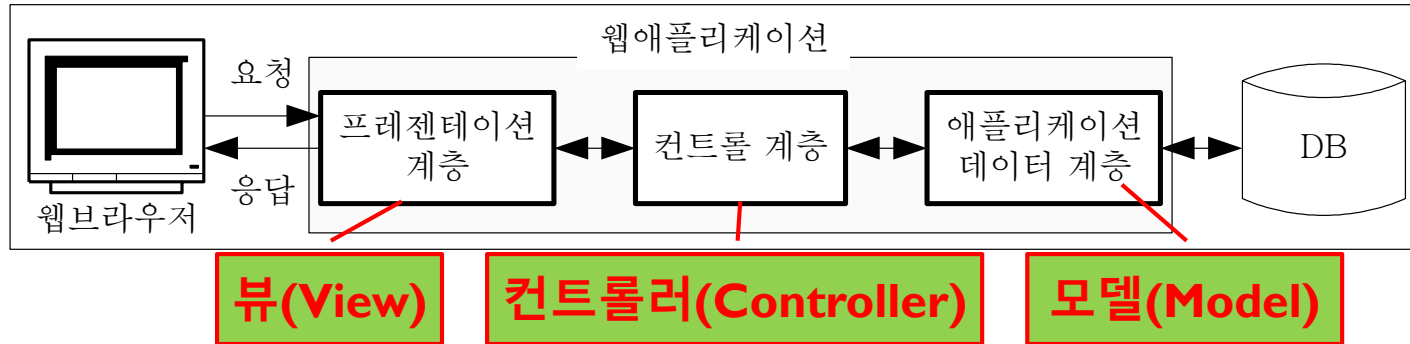 웹애플리케이션
요청
응답
웹브라우저
프레젠테이션
계층
컨트롤 계층
애플리케이션
데이터 계층
DB
뷰(View)
컨트롤러(Controller)
모델(Model)